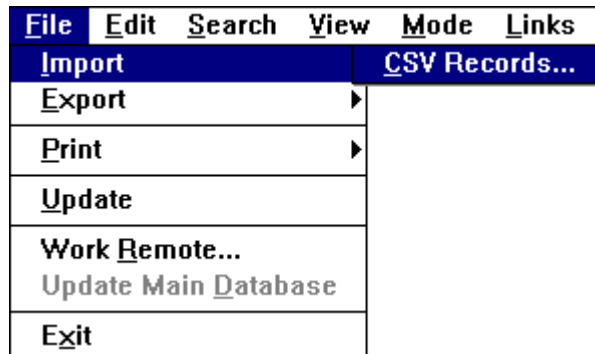 File Edit Search View Mode Links
Import CSV Records...
Export
Print
Update
Work Remote...
Update Main Database
Exit